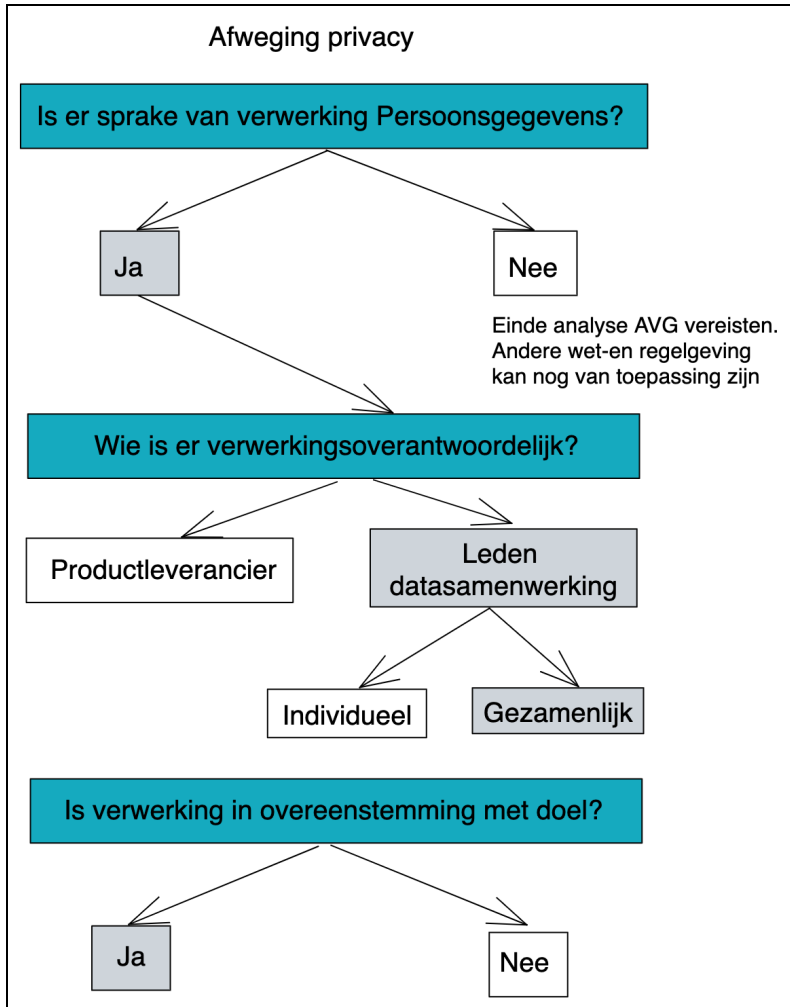 Afweging privacy
Is er sprake van verwerking Persoonsgegevens?
Ja
Nee
Einde analyse AVG vereisten.
Andere wet-en regelgeving
kan nog van toepassing zijn
Wie is er verwerkingsoverantwoordelijk?
Productleverancier
Leden
datasamenwerking
Individueel
Gezamenlijk
Is verwerking in overeenstemming met doel?
Ja
Nee